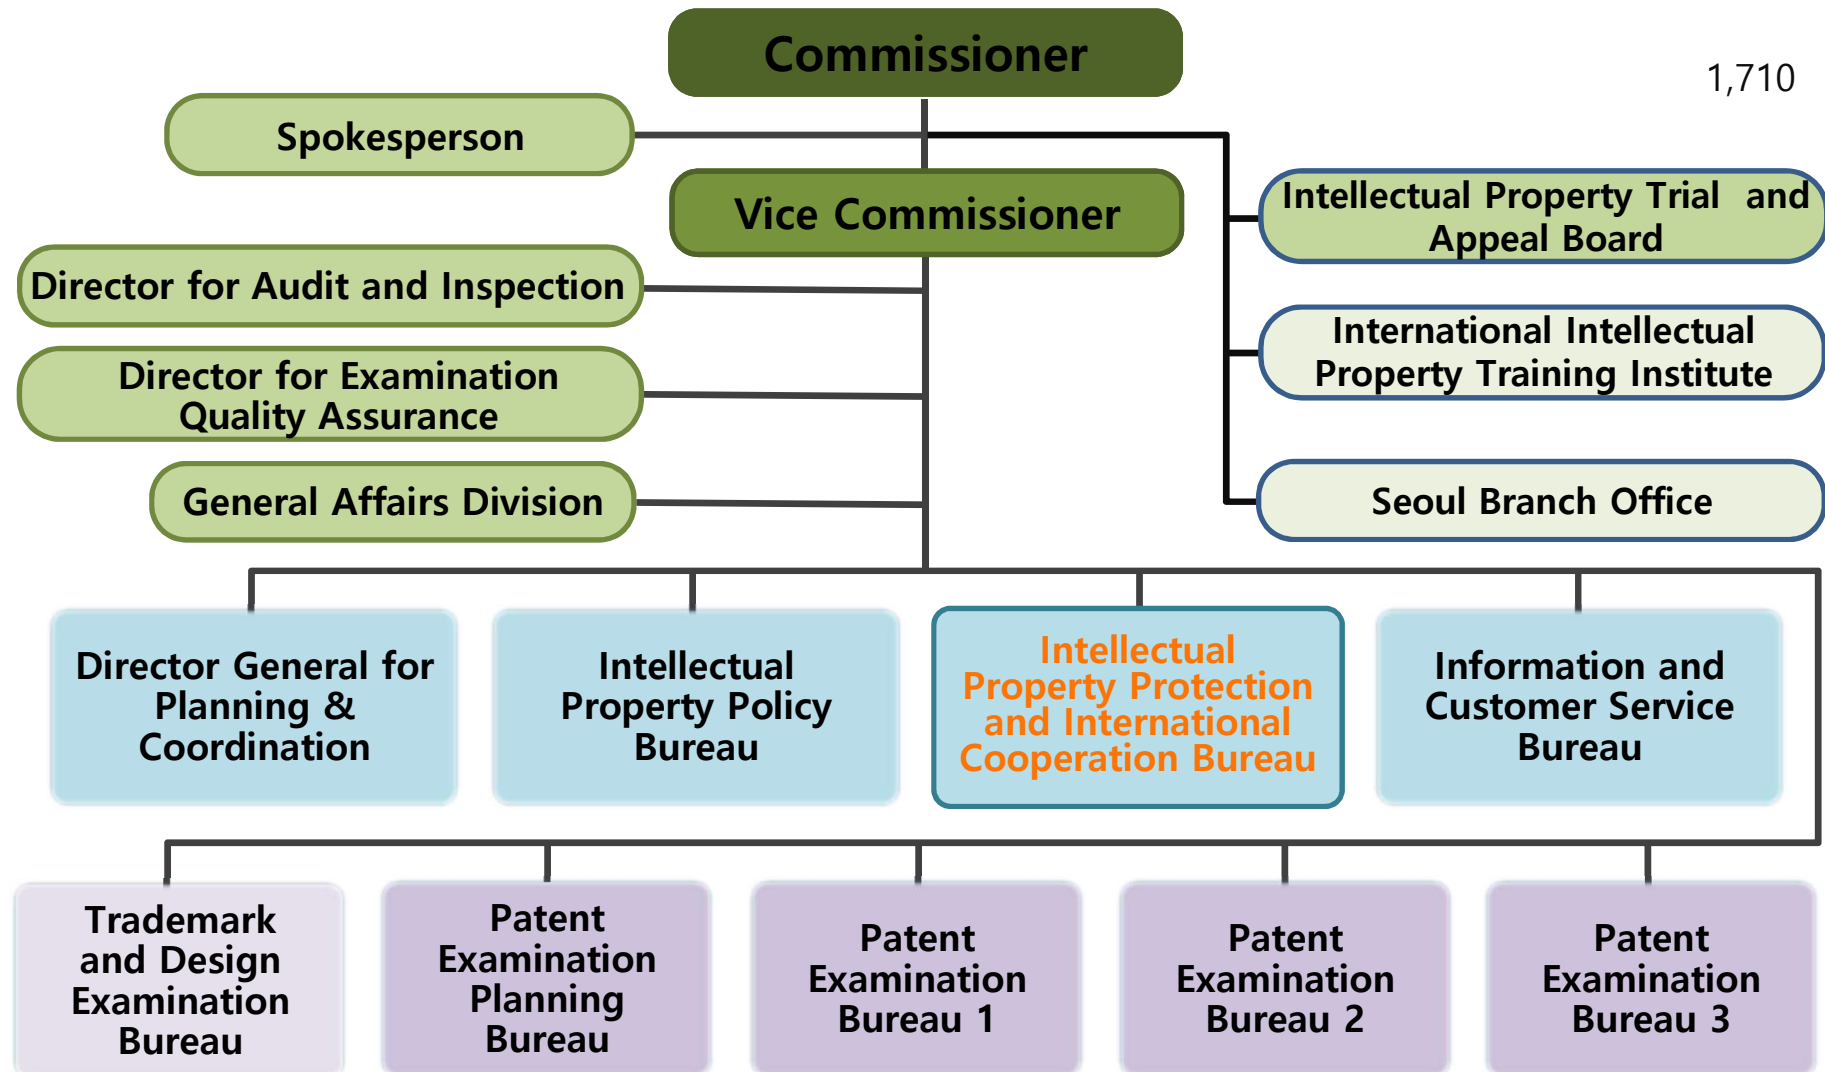 Commissioner
1,710
Spokesperson
Vice Commissioner
Intellectual Property Trial and
Appeal Board
Director for Audit and Inspection
International Intellectual
Property Training Institute
Director for Examination
Quality Assurance
General Affairs Division
Seoul Branch Office
Director General for
Planning &
Coordination
Intellectual
Property Policy
Bureau
Intellectual
Property Protection
and International
Cooperation Bureau
Information and
Customer Service
Bureau
Trademark
and Design
Examination
Bureau
Patent
Examination
Planning
Bureau
Patent
Examination
Bureau 1
Patent
Examination
Bureau 2
Patent
Examination
Bureau 3